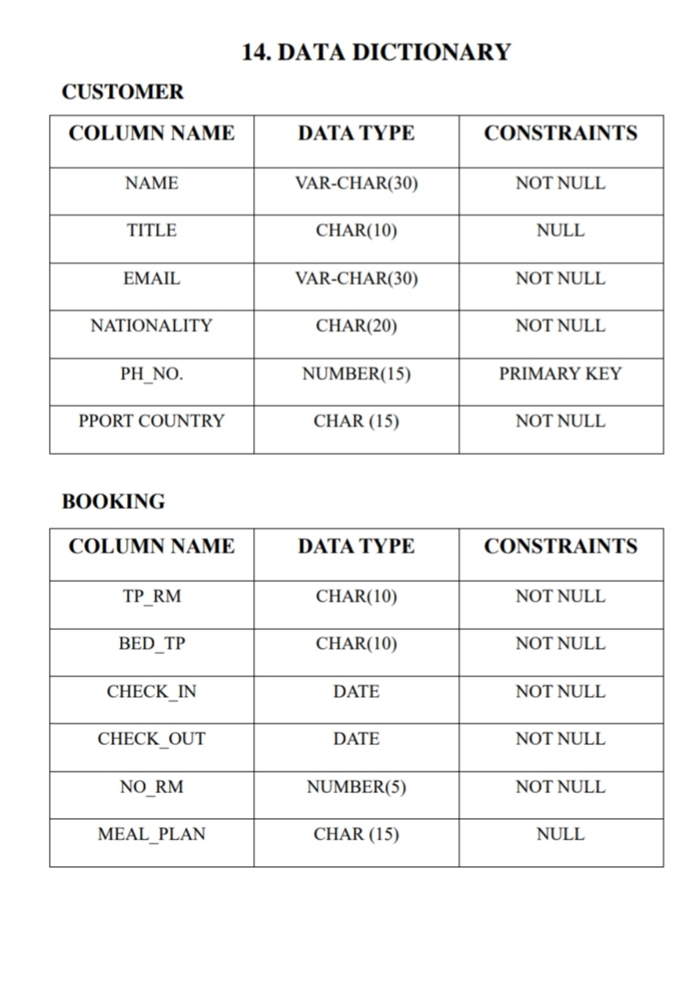 14. DATA DICTIONARY
CUSTOMER
COLUMN NAME DATA TYPE CONSTRAINTS
NAME VAR-CHAR(30) NOT NULL
TITLE CHAR(10) NULL
EMAIL VAR-CHAR(30) NOT NULL
NATIONALITY CHAR(20) NOT NULL
PH_NO. NUMBER(15) PRIMARY KEY
PPORT COUNTRY CHAR (15) NOT NULL
BOOKING
COLUMN NAME DATA TYPE CONSTRAINTS
TP_RM CHAR(10) NOT NULL
BED_TP CHAR(10) NOT NULL
CHECK_IN DATE NOT NULL
CHECK_OUT DATE NOT NULL
NO_RM NUMBER(5) NOT NULL
MEAL_PLAN CHAR (15) NULL